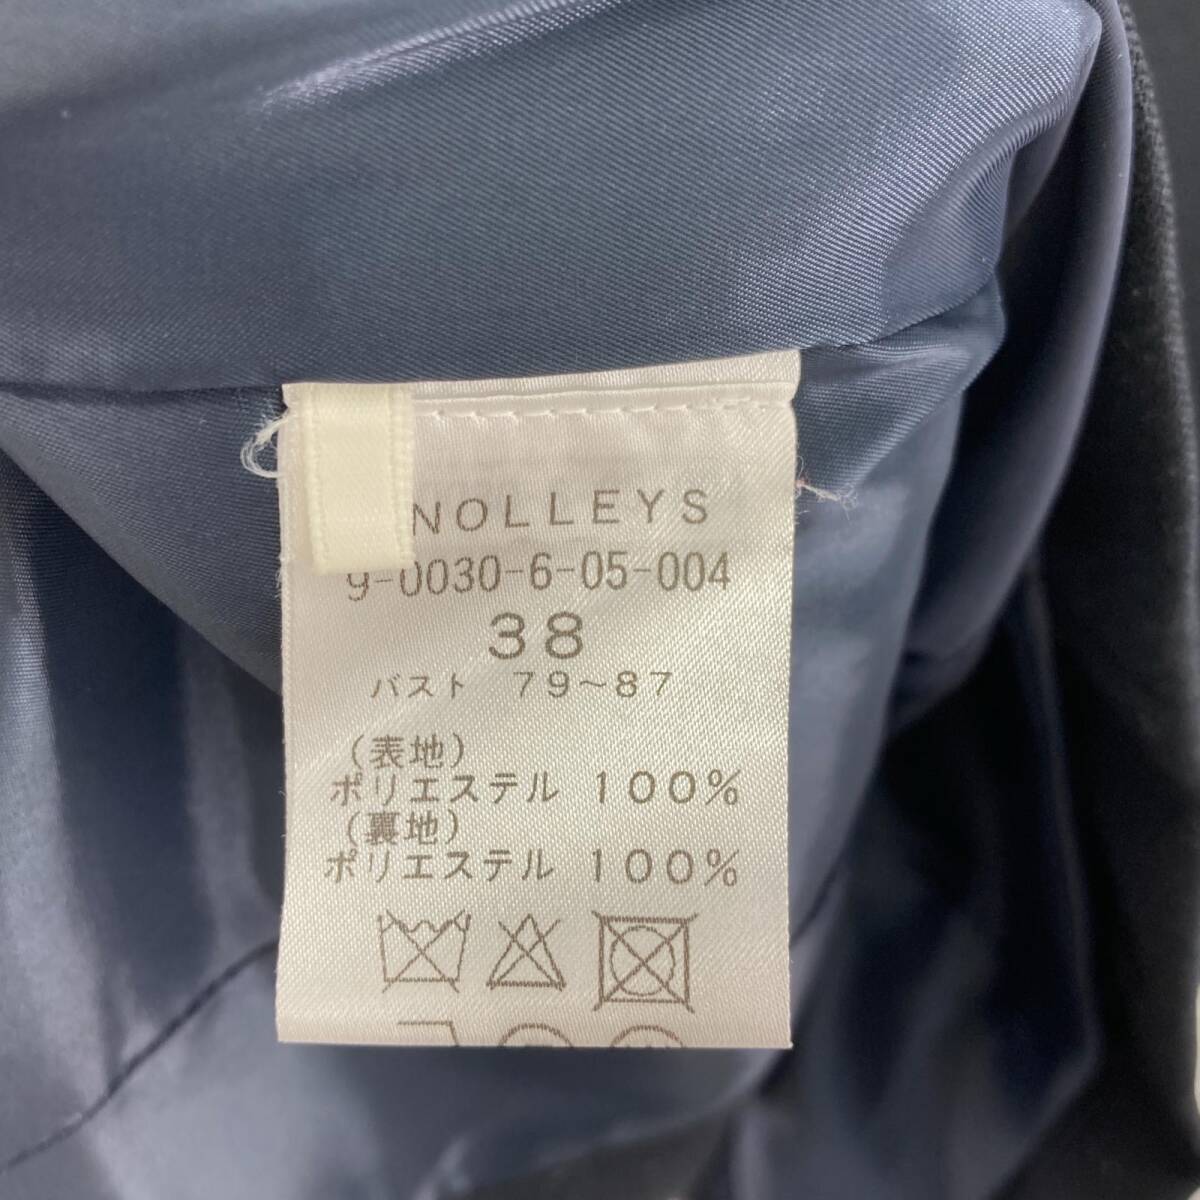 NOLLEYS
9-0030-6-05-004
38
バスト 79～87
(表地)
ポリエステル 100%
(裏地)
ポリエステル 100%